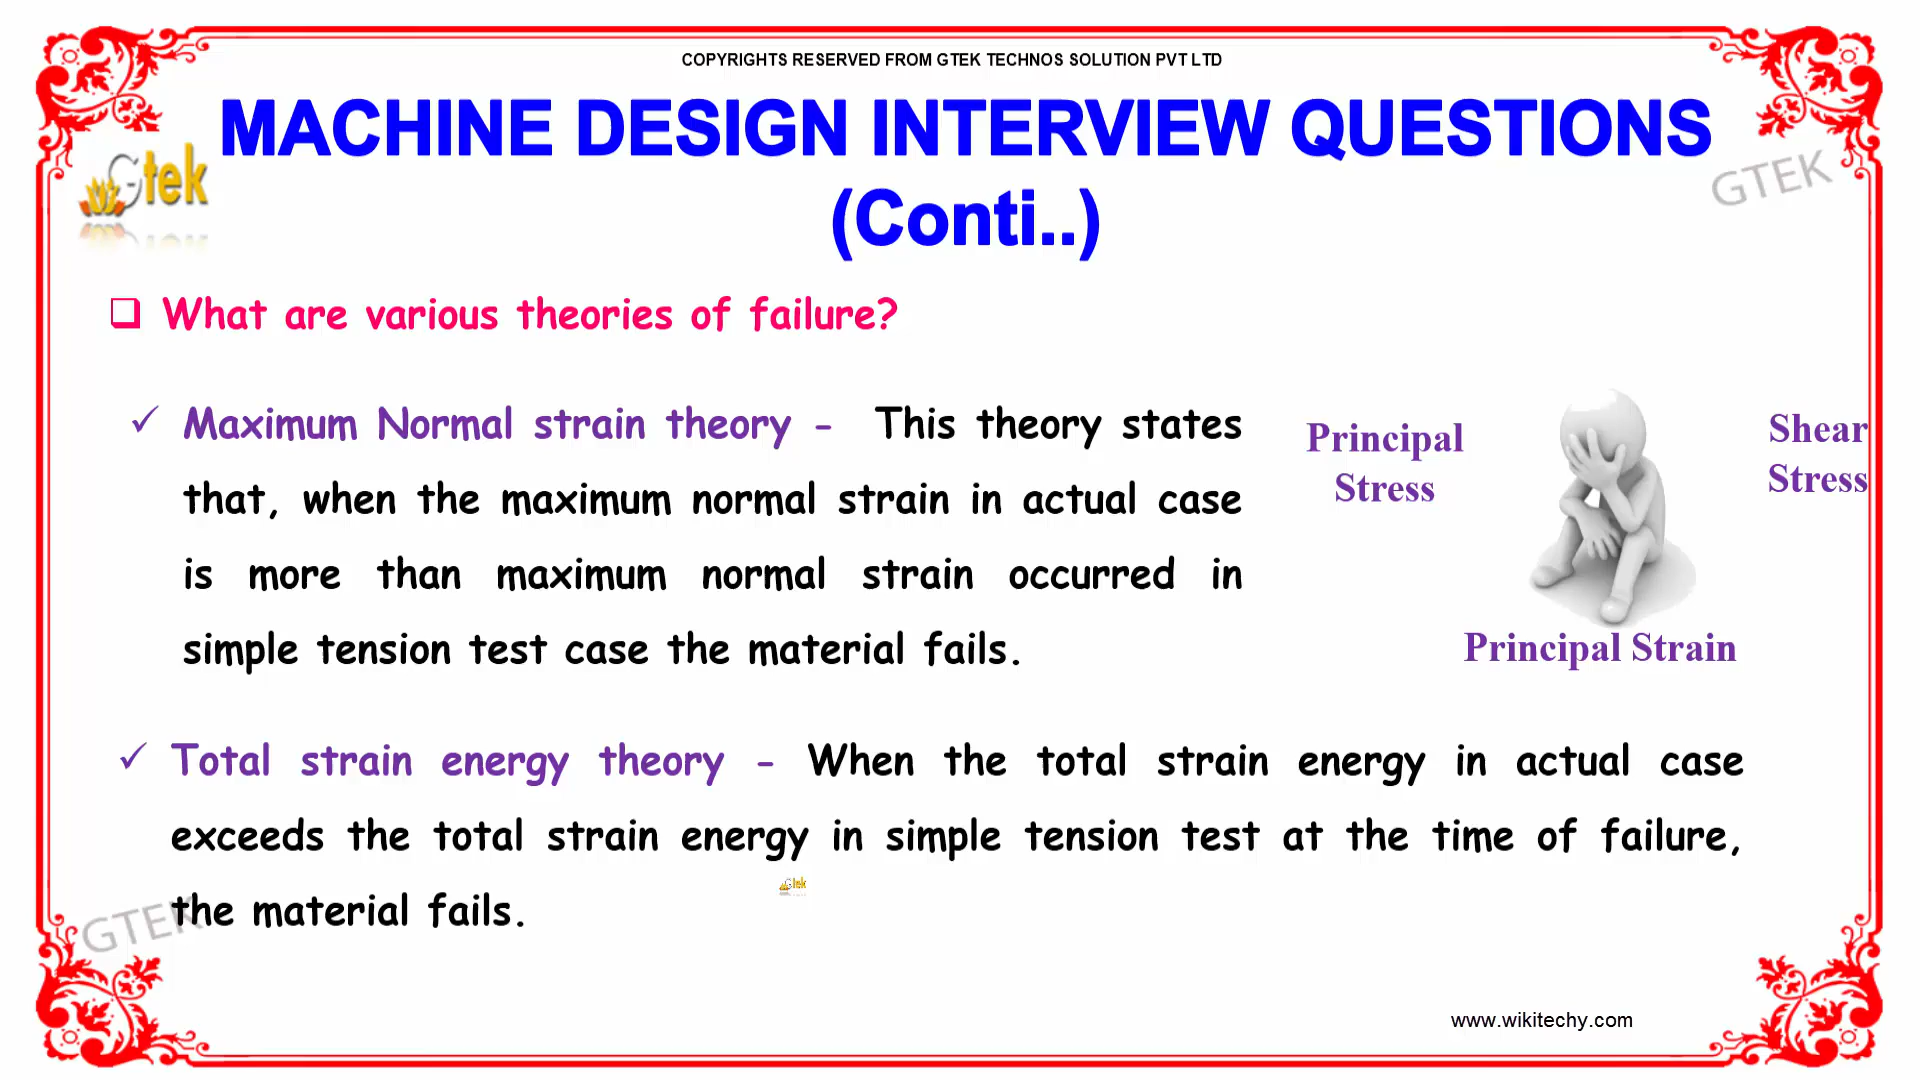 COPYRIGHTS RESERVED FROM GTEK TECHNOS SOLUTION PVT LTD
MACHINE DESIGN INTERVIEW QUESTIONS
(Conti..)
Gtek
GTEK
What are various theories of failure?
Maximum Normal strain theory - This theory states
that, when the maximum normal strain in actual case
is more than maximum normal strain occurred in
simple tension test case the material fails.
Principal
Stress
Shear
Stress
Principal Strain
Total strain energy theory - When the total strain energy in actual case
exceeds the total strain energy in simple tension test at the time of failure,
the material fails.
Gtek
GTEK
www.wikitechy.com